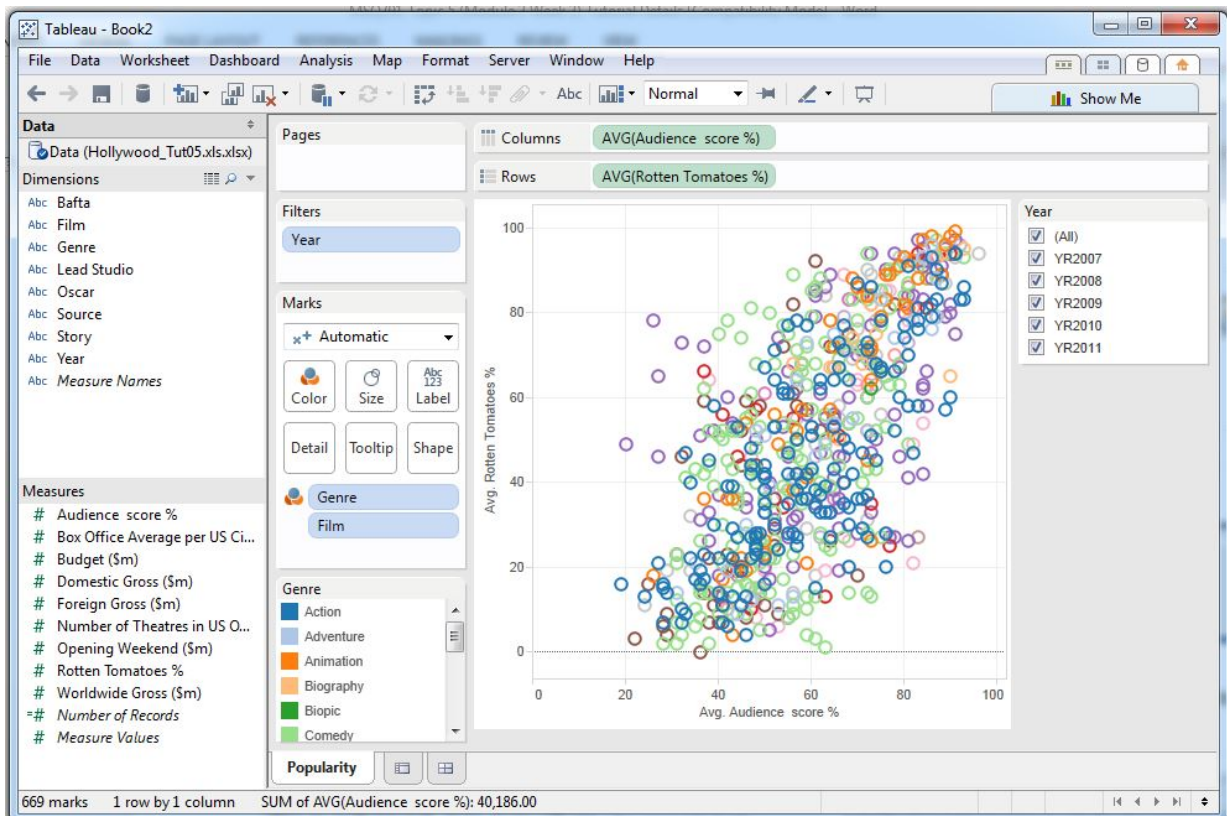 Tableau - Book2
File Data Worksheet Dashboard Analysis Map Format Server Window Help
Abc Normal Show Me
Data
Data (Hollywood_Tut05.xls.xlsx)
Dimensions
Abc Bafta
Abc Film
Abc Genre
Abc Lead Studio
Abc Oscar
Abc Source
Abc Story
Abc Year
Abc Measure Names
Measures
# Audience score %
# Box Office Average per US Ci...
# Budget ($m)
# Domestic Gross ($m)
# Foreign Gross ($m)
# Number of Theatres in US O...
# Opening Weekend ($m)
# Rotten Tomatoes %
# Worldwide Gross ($m)
=# Number of Records
# Measure Values
Pages
Filters
Year
Marks
Automatic
Color Size Abc 123 Label
Detail Tooltip Shape
Genre
Film
Genre
Action
Adventure
Animation
Biography
Biopic
Comedy
Columns AVG(Audience score %)
Rows AVG(Rotten Tomatoes %)
100
80
60
40
20
0
Avg. Rotten Tomatoes %
0 20 40 60 80 100
Avg. Audience score %
Year
(All)
YR2007
YR2008
YR2009
YR2010
YR2011
Popularity
669 marks 1 row by 1 column SUM of AVG(Audience score %): 40,186.00